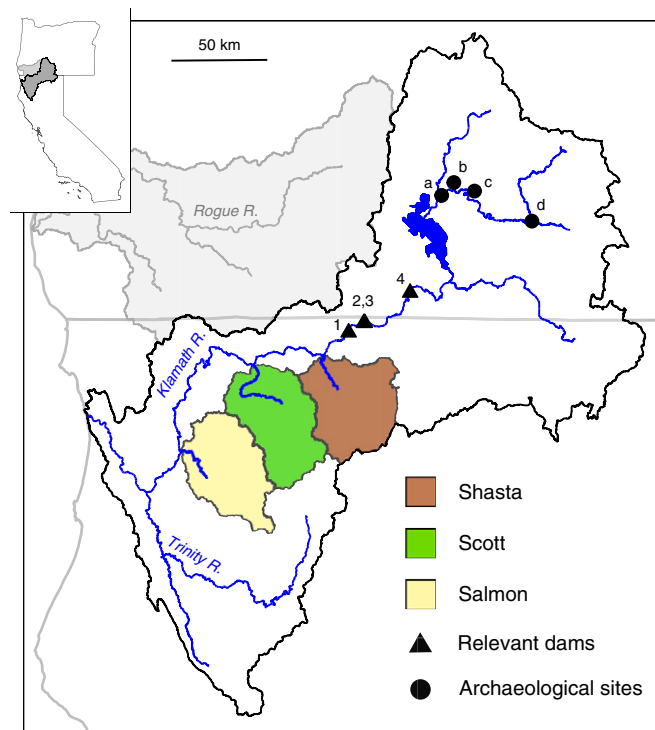 50 km
b
a
c
d
Rogue R.
4
2,3
1
Klamath R.
Shasta
Scott
Trinity R.
Salmon
Relevant dams
Archaeological sites